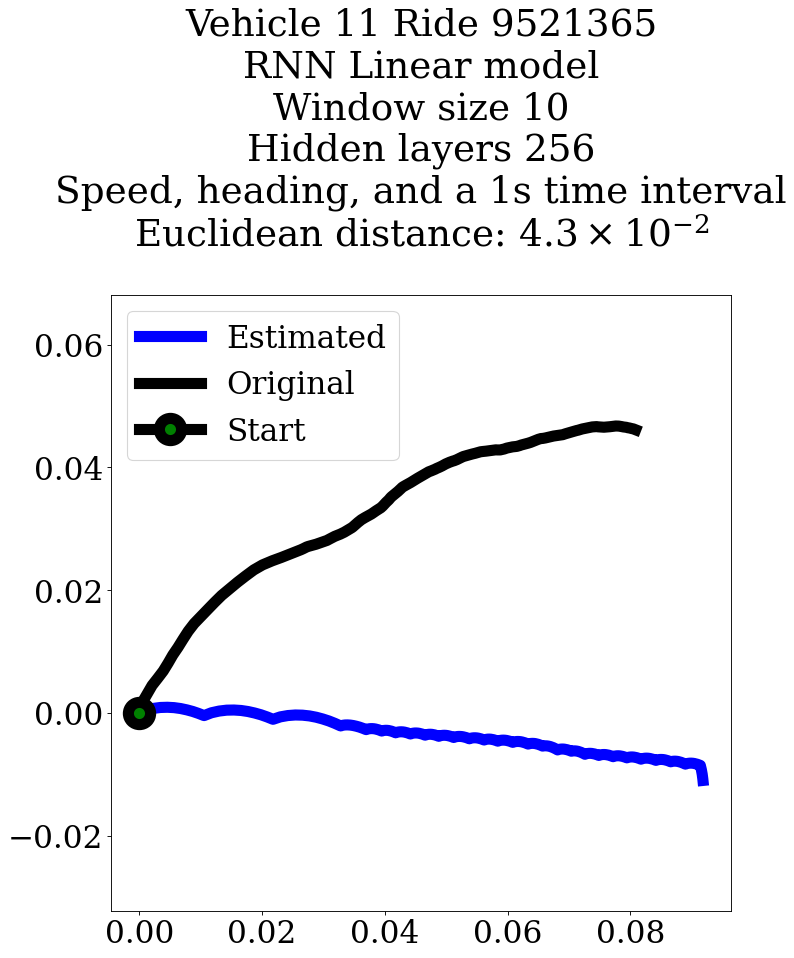 Vehicle 11 Ride 9521365
RNN Linear model
Window size 10
Hidden layers 256
Speed, heading, and a 1s time interval
Euclidean distance: 4.3 × 10⁻²
Estimated
Original
Start
0.06
0.04
0.02
0.00
−0.02
0.00 0.02 0.04 0.06 0.08